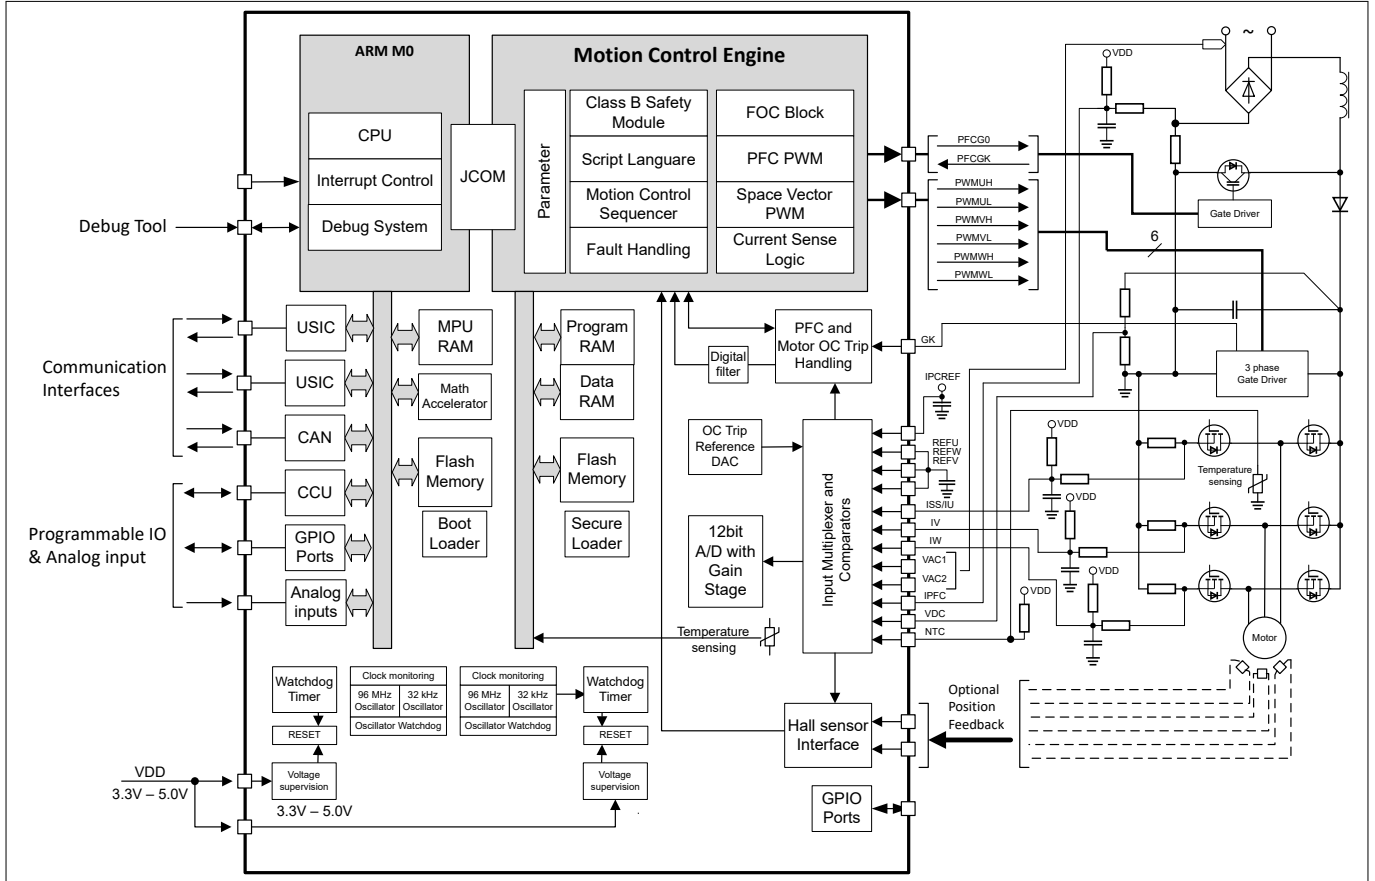 ARM M0
CPU
Interrupt Control
Debug System
JCOM
Motion Control Engine
Parameter
Class B Safety
Module
Script Languare
Motion Control
Sequencer
Fault Handling
FOC Block
PFC PWM
Space Vector
PWM
Current Sense
Logic
Debug Tool
Communication
Interfaces
Programmable IO
& Analog input
USIC
USIC
CAN
CCU
GPIO
Ports
Analog
inputs
MPU
RAM
Math
Accelerator
Flash
Memory
Boot
Loader
Program
RAM
Data
RAM
Flash
Memory
Secure
Loader
PFC and
Motor OC Trip
Handling
Digital
filter
OC Trip
Reference
DAC
12bit
A/D with
Gain
Stage
Input Multiplexer and
Comparators
Temperature
sensing
Hall sensor
Interface
GPIO
Ports
Watchdog
Timer
RESET
Voltage
supervision
3.3V – 5.0V
Clock monitoring
96 MHz
Oscillator
32 kHz
Oscillator
Oscillator Watchdog
Clock monitoring
96 MHz
Oscillator
32 kHz
Oscillator
Oscillator Watchdog
Watchdog
Timer
RESET
Voltage
supervision
VDD
3.3V – 5.0V
PFCG0
PFCGK
PWMUH
PWMUL
PWMVH
PWMVL
PWMWH
PWMWL
GK
IPCREF
REFU
REFW
REFV
ISS/IU
IV
IW
VAC1
VAC2
IPFC
VDC
NTC
Optional
Position
Feedback
VDD
~
Gate Driver
6
3 phase
Gate Driver
VDD
VDD
VDD
VDD
Temperature
sensing
Motor